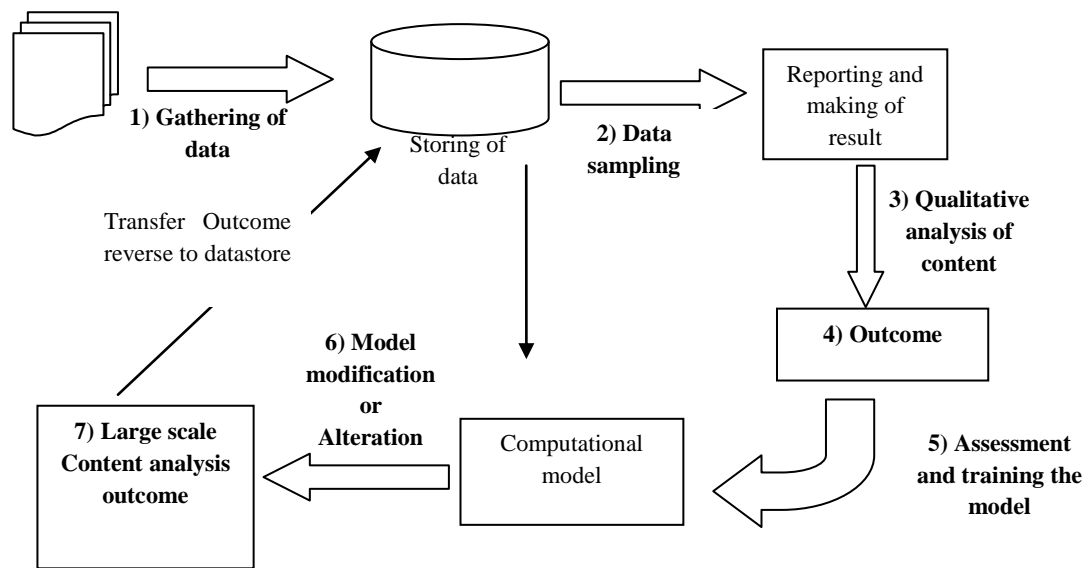 1) Gathering of
data
Storing of
data
2) Data
sampling
Reporting and
making of
result
3) Qualitative
analysis of
content
4) Outcome
5) Assessment
and training the
model
Computational
model
6) Model
modification
or
Alteration
7) Large scale
Content analysis
outcome
Transfer Outcome
reverse to datastore